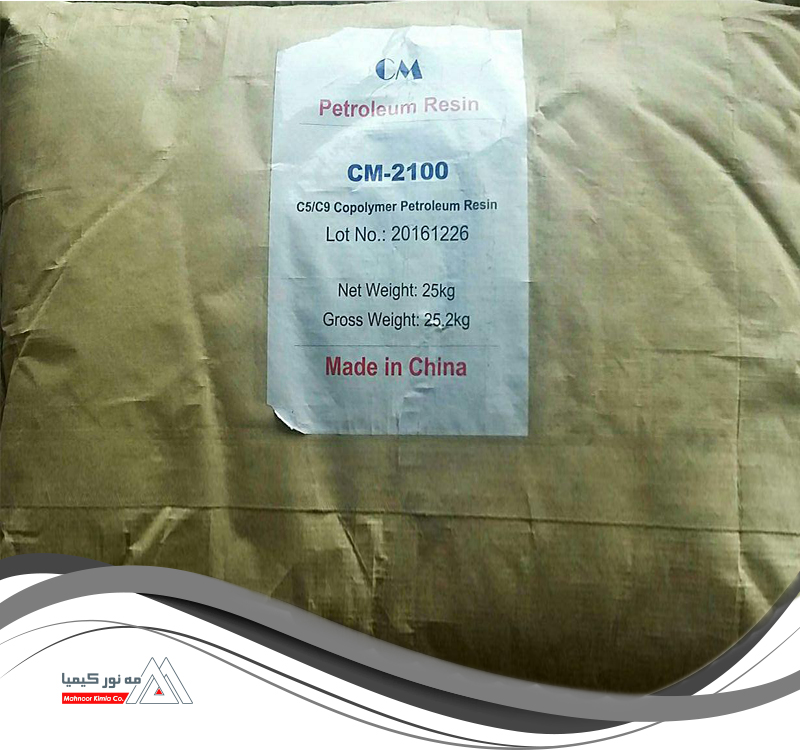 CM
Petroleum Resin
CM-2100
C5/C9 Copolymer Petroleum Resin
Lot No.: 20161226
Net Weight: 25kg
Gross Weight: 25.2kg
Made in China
مه نور کیمیا
Mahnoor Kimia Co.